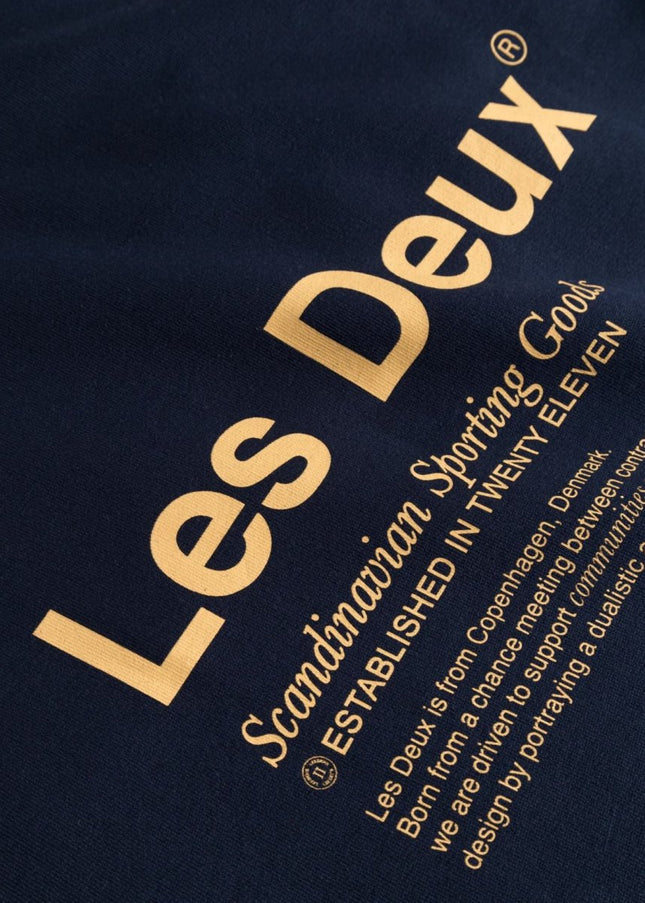 Les Deux®
Scandinavian Sporting Goods
II ESTABLISHED IN TWENTY ELEVEN
Les Deux is from Copenhagen, Denmark.
Born from a chance meeting between
we are driven to support communities
design by portraying a dualistic